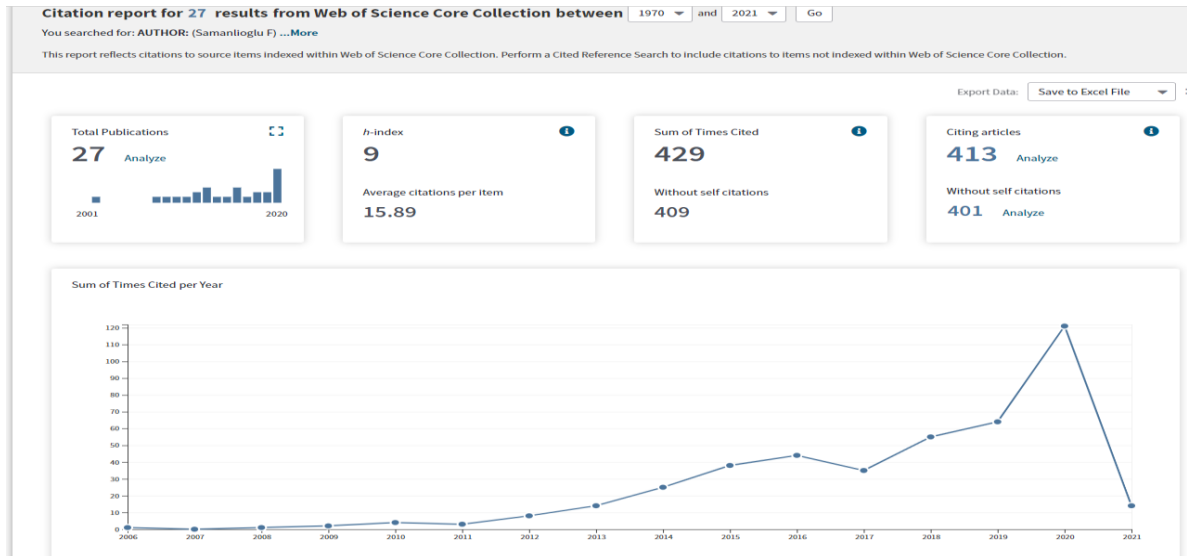 Citation report for 27 results from Web of Science Core Collection between 1970 and 2021 Go
You searched for: AUTHOR: (Samanlioglu F) ...More
This report reflects citations to source items indexed within Web of Science Core Collection. Perform a Cited Reference Search to include citations to items not indexed within Web of Science Core Collection.
Export Data: Save to Excel File
Total Publications
27 Analyze
2001 2020
h-index
9
Average citations per item
15.89
Sum of Times Cited
429
Without self citations
409
Citing articles
413 Analyze
Without self citations
401 Analyze
Sum of Times Cited per Year
120
110
100
90
80
70
60
50
40
30
20
10
0
2006 2007 2008 2009 2010 2011 2012 2013 2014 2015 2016 2017 2018 2019 2020 2021